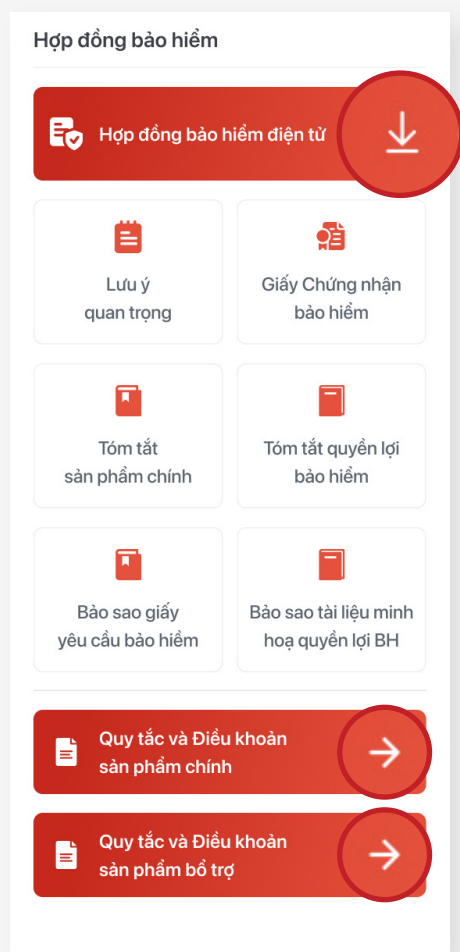 Hợp đồng bảo hiểm
Hợp đồng bảo hiểm điện tử
Lưu ý
quan trọng
Giấy Chứng nhận
bảo hiểm
Tóm tắt
sản phẩm chính
Tóm tắt quyền lợi
bảo hiểm
Bảo sao giấy
yêu cầu bảo hiểm
Bảo sao tài liệu minh
hoạ quyền lợi BH
Quy tắc và Điều khoản
sản phẩm chính
Quy tắc và Điều khoản
sản phẩm bổ trợ